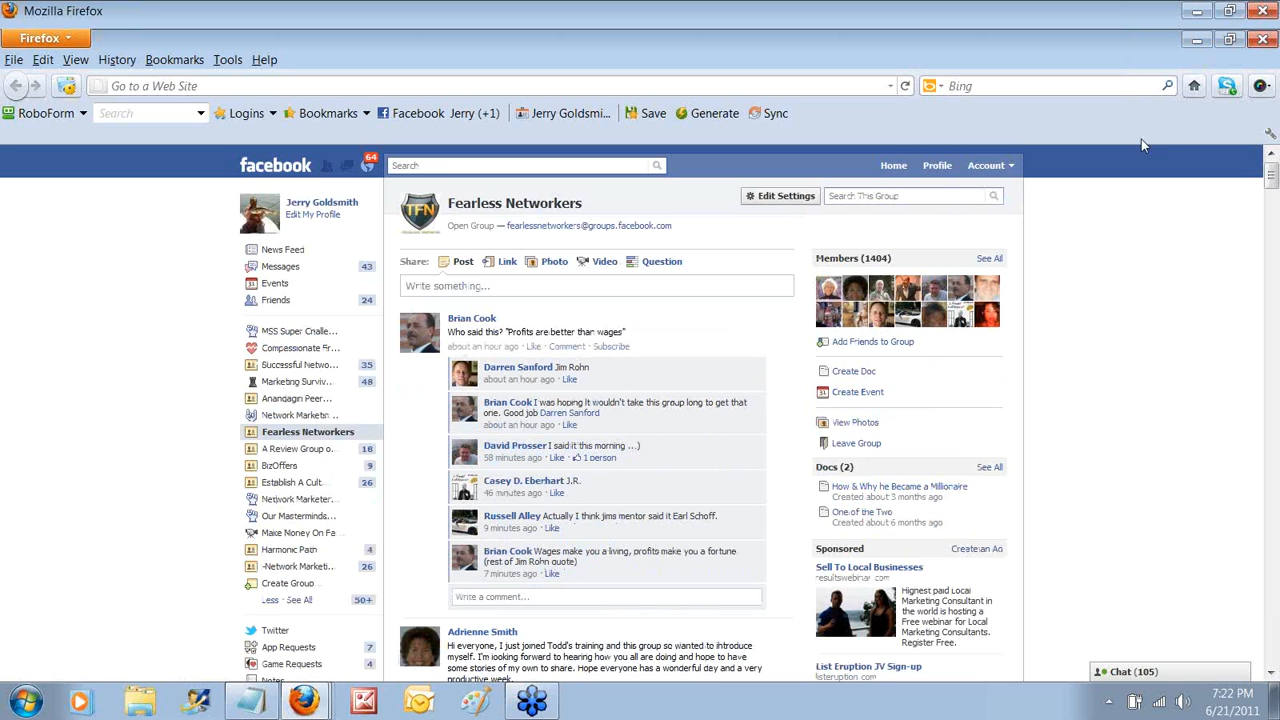 Mozilla Firefox
Firefox
File Edit View History Bookmarks Tools Help
Go to a Web Site
Bing
RoboForm Search Logins Bookmarks Facebook Jerry (+1) Jerry Goldsmi... Save Generate Sync
facebook 64 Search Home Profile Account
Jerry Goldsmith
Edit My Profile
News Feed
Messages 43
Events
Friends 24
MSS Super Challe...
Compassionate Fr...
Successful Netwo... 35
Marketing Surviv... 48
Anandagiri Peer...
Network Marketin...
Fearless Networkers
A Review Group o... 18
BizOffers 9
Establish A Cult... 26
Network Marketer...
Our Masterminds...
Make Money On Fa...
Harmonic Path 4
-Network Marketi... 26
Create Group...
Less · See All 50+
Twitter
App Requests 7
Game Requests 4
Notes
TFN
Fearless Networkers
Open Group — fearlessnetworkers@groups.facebook.com
Edit Settings
Search This Group
Share: Post Link Photo Video Question
Write something...
Brian Cook
Who said this? "Profits are better than wages"
about an hour ago · Like · Comment · Subscribe
Darren Sanford Jim Rohn
about an hour ago · Like
Brian Cook I was hoping it wouldn't take this group long to get that
one. Good job Darren Sanford
about an hour ago · Like
David Prosser I said it this morning ...)
58 minutes ago · Like · 1 person
Casey D. Eberhart J.R.
46 minutes ago · Like
Russell Alley Actually I think jims mentor said it Earl Schoff.
9 minutes ago · Like
Brian Cook Wages make you a living, profits make you a fortune
(rest of Jim Rohn quote)
7 minutes ago · Like
Write a comment...
Adrienne Smith
Hi everyone, I just joined Todd's training and this group so wanted to introduce
myself. I'm looking forward to hearing how you all are doing and hope to have
some stories of my own to share. Hope everyone has a wonderful day and a very
productive week.
Members (1404) See All
Add Friends to Group
Create Doc
Create Event
View Photos
Leave Group
Docs (2) See All
How & Why he Became a Millionaire
Created about 3 months ago
One of the Two
Created about 6 months ago
Sponsored Create an Ad
Sell To Local Businesses
resultswebinar.com
Highest paid Local
Marketing Consultant in
the world is hosting a
Free webinar for Local
Marketing Consultants.
Register Free.
List Eruption JV Sign-up
listeruption.com
Chat (105)
7:22 PM
6/21/2011